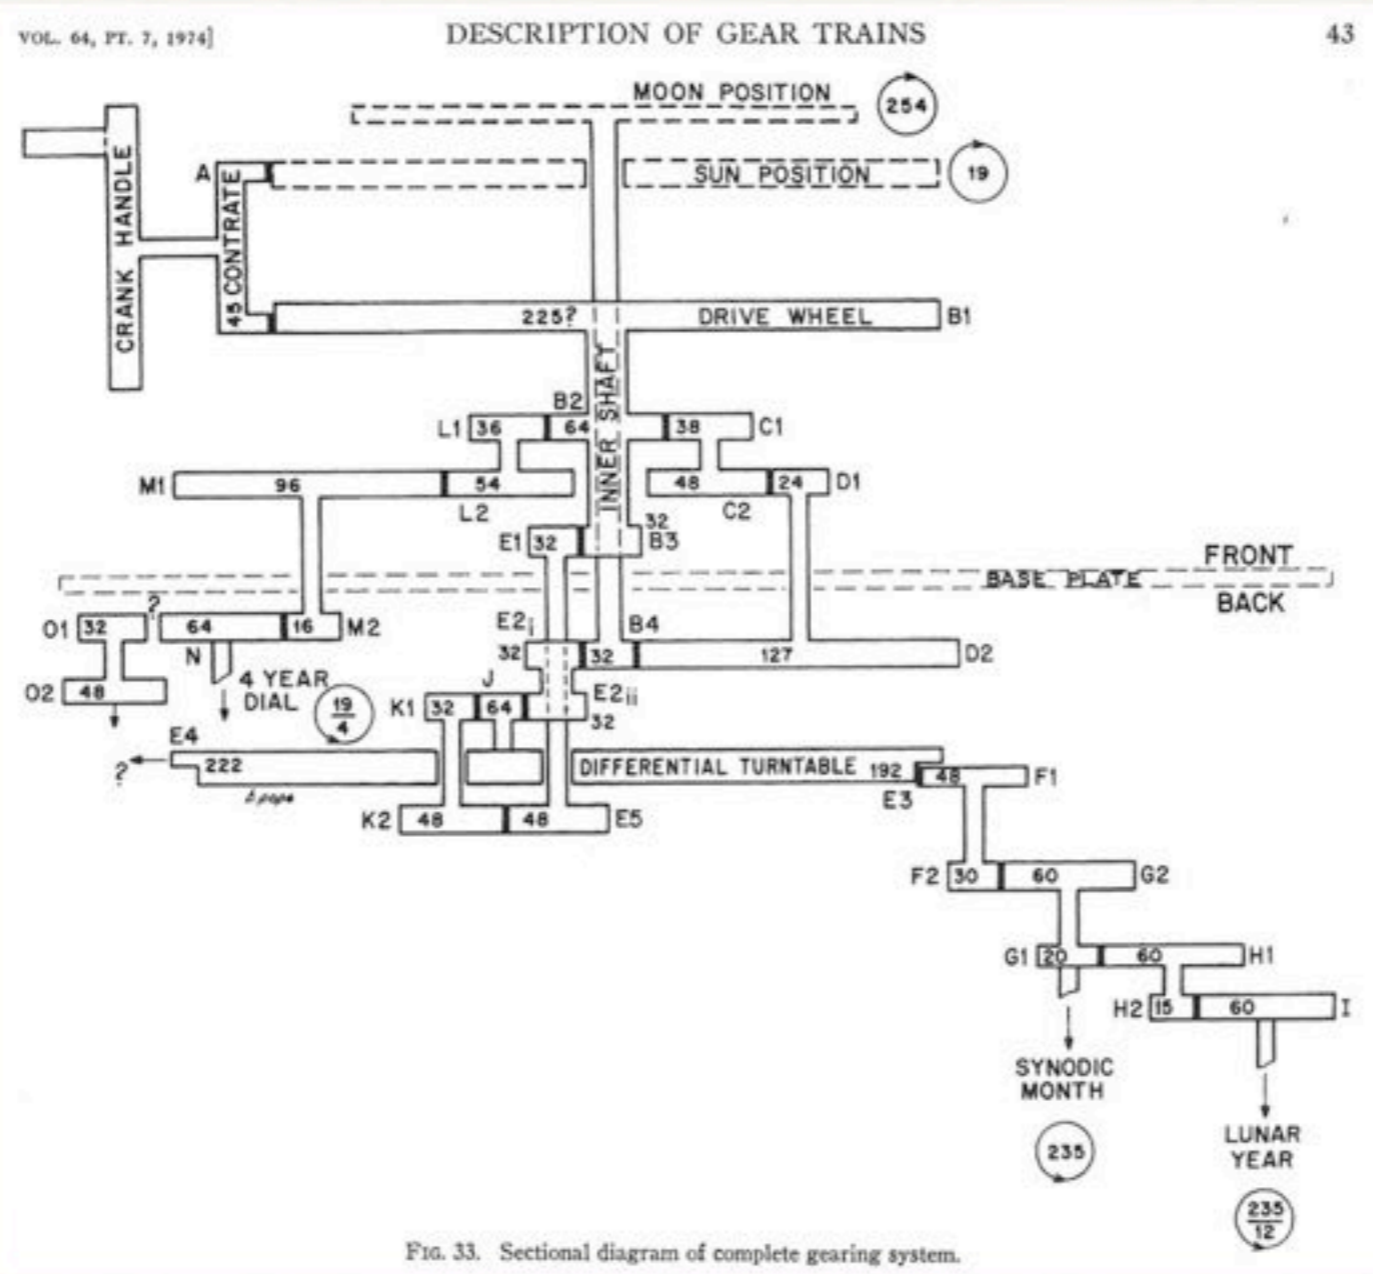 VOL. 64, PT. 7, 1974]
DESCRIPTION OF GEAR TRAINS
43
MOON POSITION
254
A
SUN POSITION
19
CRANK HANDLE
45 CONTRATE
225?
DRIVE WHEEL
B1
INNER SHAFT
B2
L1 36
64
38 C1
M1
96
54
48
24 D1
L2
C2
32
E1 32
B3
FRONT
BASE PLATE
BACK
?
O1 32
64
16 M2
E2i
B4
N
32
32
127
D2
O2 48
4 YEAR
DIAL
19
4
J
K1 32
64
E2ii
32
E4
? 222
DIFFERENTIAL TURNTABLE 192
48 F1
E3
K2 48
48 E5
F2 30
60
G2
G1 20
60
H1
H2 15
60
I
SYNODIC
MONTH
235
LUNAR
YEAR
235
12
FIG. 33. Sectional diagram of complete gearing system.